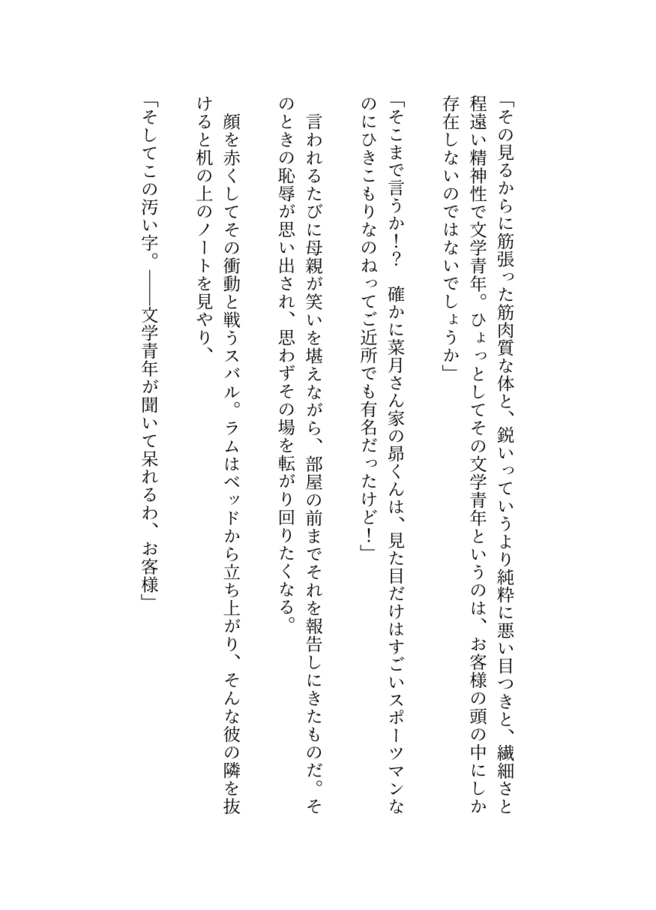 「その見るからに筋張った筋肉質な体と、鋭いっていうより純粋に悪い目つきと、繊細さと
程遠い精神性で文学青年。ひょっとしてその文学青年というのは、お客様の頭の中にしか
存在しないのではないでしょうか」
「そこまで言うか！？　確かに菜月さん家の昴くんは、見た目だけはすごいスポーツマンな
のにひきこもりなのねってご近所でも有名だったけど！」
　言われるたびに母親が笑いを堪えながら、部屋の前までそれを報告しにきたものだ。そ
のときの恥辱が思い出され、思わずその場を転がり回りたくなる。
　顔を赤くしてその衝動と戦うスバル。ラムはベッドから立ち上がり、そんな彼の隣を抜
けると机の上のノートを見やり、
「そしてこの汚い字。――文学青年が聞いて呆れるわ、お客様」